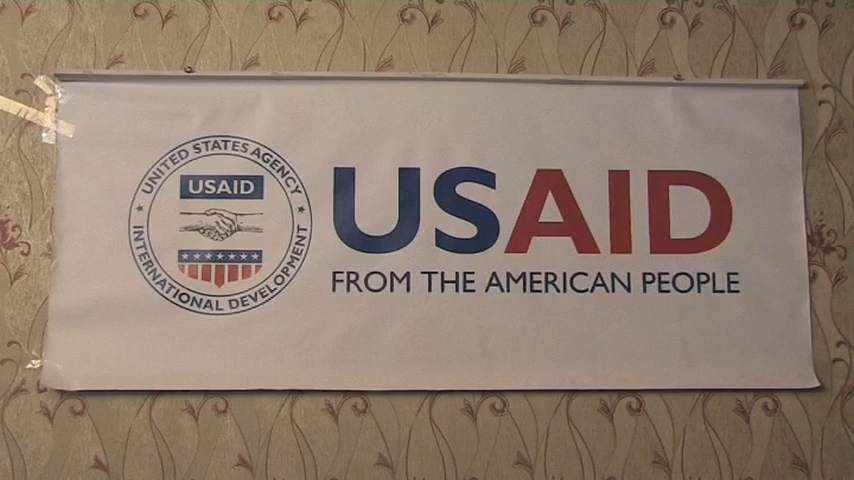 UNITED STATES AGENCY
USAID
INTERNATIONAL DEVELOPMENT
USAID
FROM THE AMERICAN PEOPLE